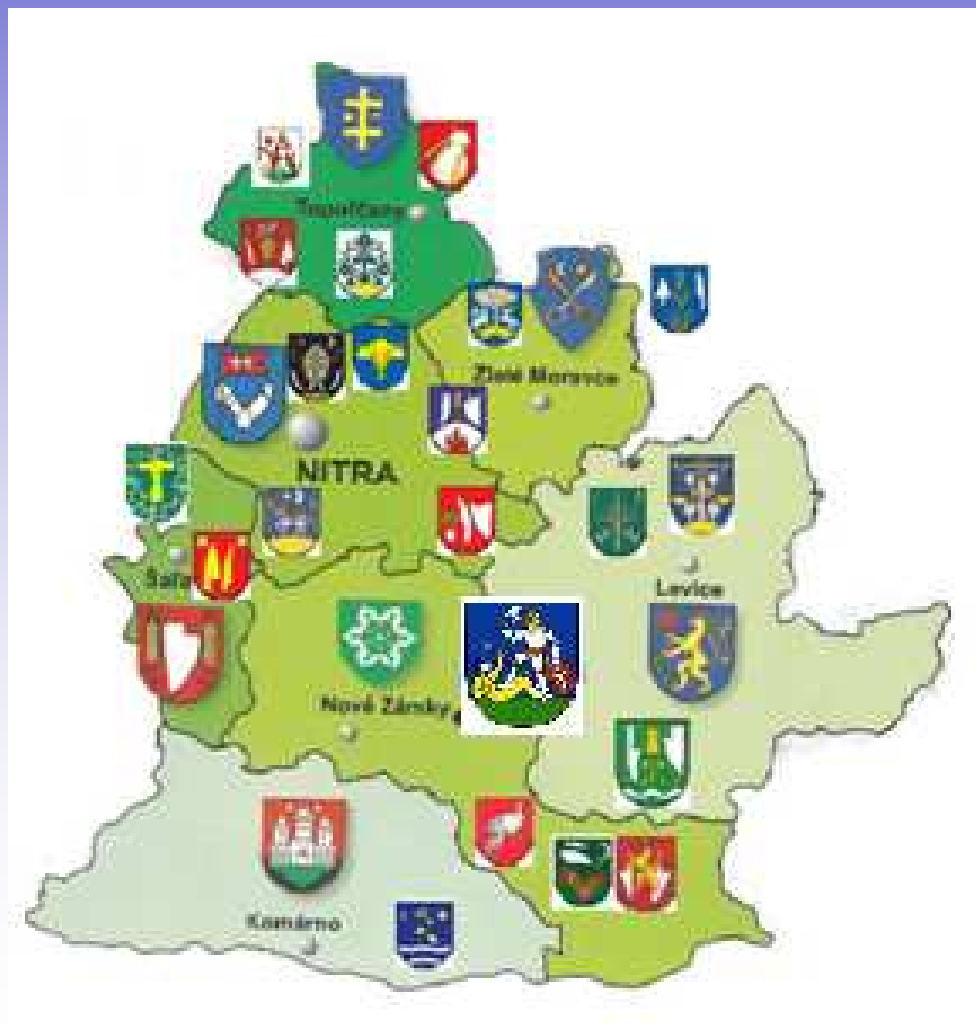 Topoľčany
Zlaté Moravce
NITRA
Šaľa
Levice
Nové Zámky
Komárno